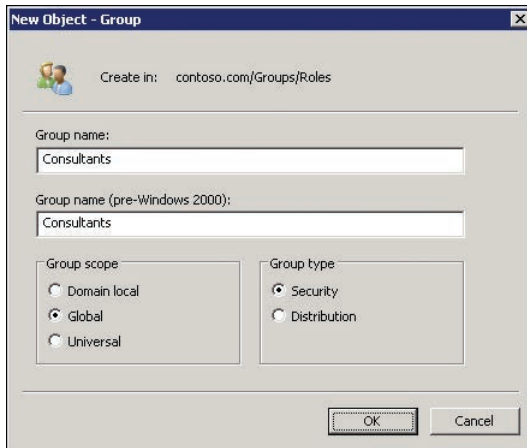 New Object - Group
Create in: contoso.com/Groups/Roles
Group name:
Consultants
Group name (pre-Windows 2000):
Consultants
Group scope
Domain local
Global
Universal
Group type
Security
Distribution
OK Cancel